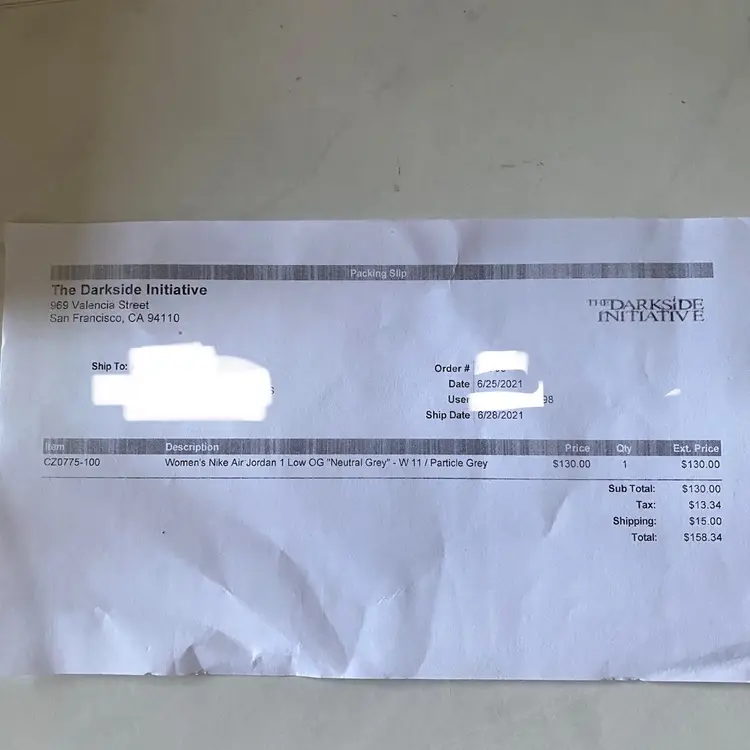 Packing Slip
The Darkside Initiative
969 Valencia Street
San Francisco, CA 94110
THE DARKSiDE
INITIATIVE
Ship To:
Order #
Date 6/25/2021
User 98
Ship Date 6/28/2021
Item Description Price Qty Ext. Price
CZ0775-100 Women's Nike Air Jordan 1 Low OG "Neutral Grey" - W 11 / Particle Grey $130.00 1 $130.00
Sub Total: $130.00
Tax: $13.34
Shipping: $15.00
Total: $158.34